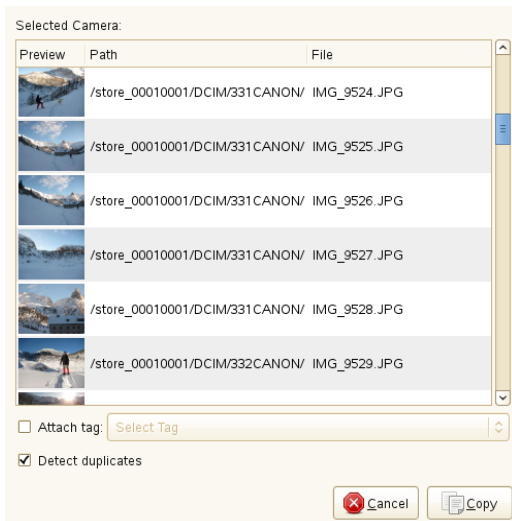 Selected Camera:
Preview Path File
/store_00010001/DCIM/331CANON/ IMG_9524.JPG
/store_00010001/DCIM/331CANON/ IMG_9525.JPG
/store_00010001/DCIM/331CANON/ IMG_9526.JPG
/store_00010001/DCIM/331CANON/ IMG_9527.JPG
/store_00010001/DCIM/331CANON/ IMG_9528.JPG
/store_00010001/DCIM/332CANON/ IMG_9529.JPG
Attach tag: Select Tag
Detect duplicates
Cancel Copy